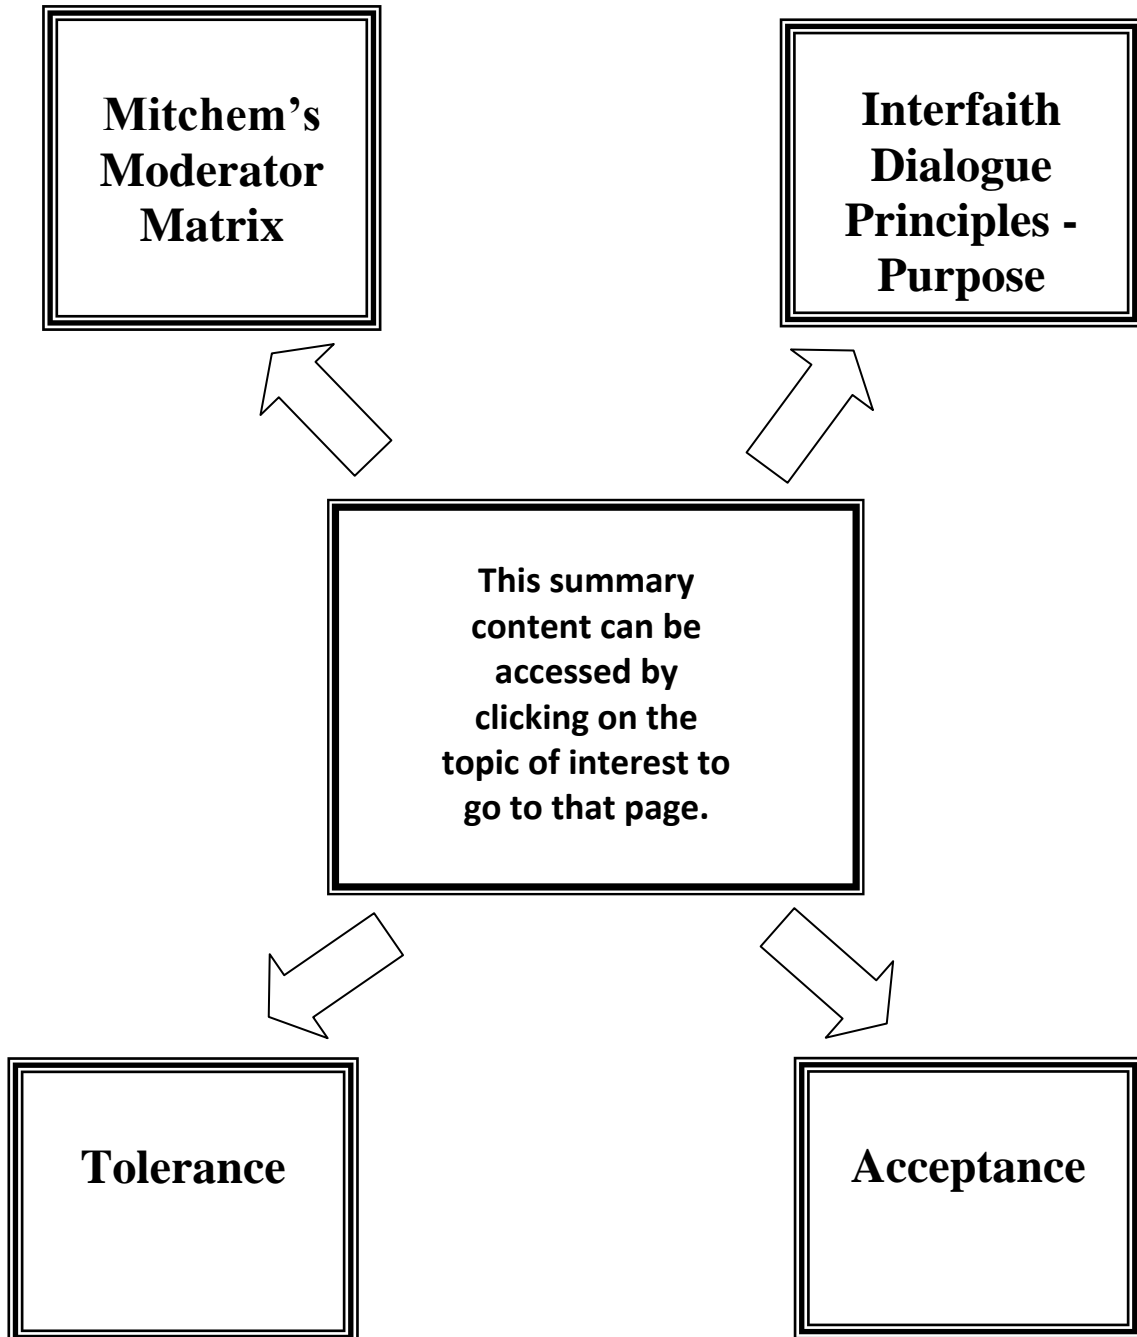 Mitchem’s
Moderator
Matrix
Interfaith
Dialogue
Principles -
Purpose
This summary
content can be
accessed by
clicking on the
topic of interest to
go to that page.
Tolerance
Acceptance